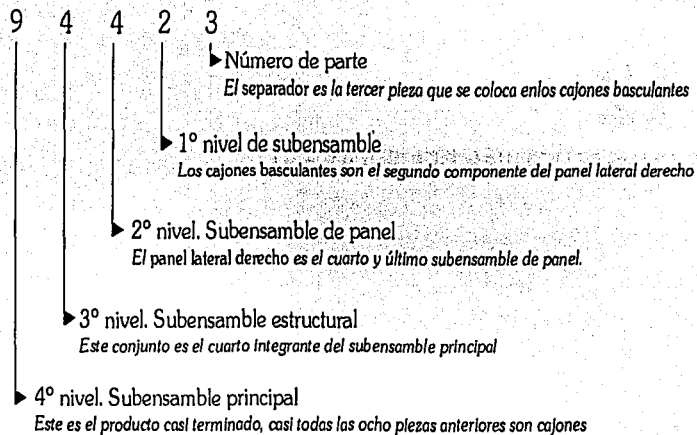 9 4 4 2 3
Número de parte
El separador es la tercer pieza que se coloca enlos cajones basculantes
1º nivel de subensamble
Los cajones basculantes son el segundo componente del panel lateral derecho
2º nivel. Subensamble de panel
El panel lateral derecho es el cuarto y último subensamble de panel.
3º nivel. Subensamble estructural
Este conjunto es el cuarto integrante del subensamble principal
4º nivel. Subensamble principal
Este es el producto casi terminado, casi todas las ocho piezas anteriores son cajones